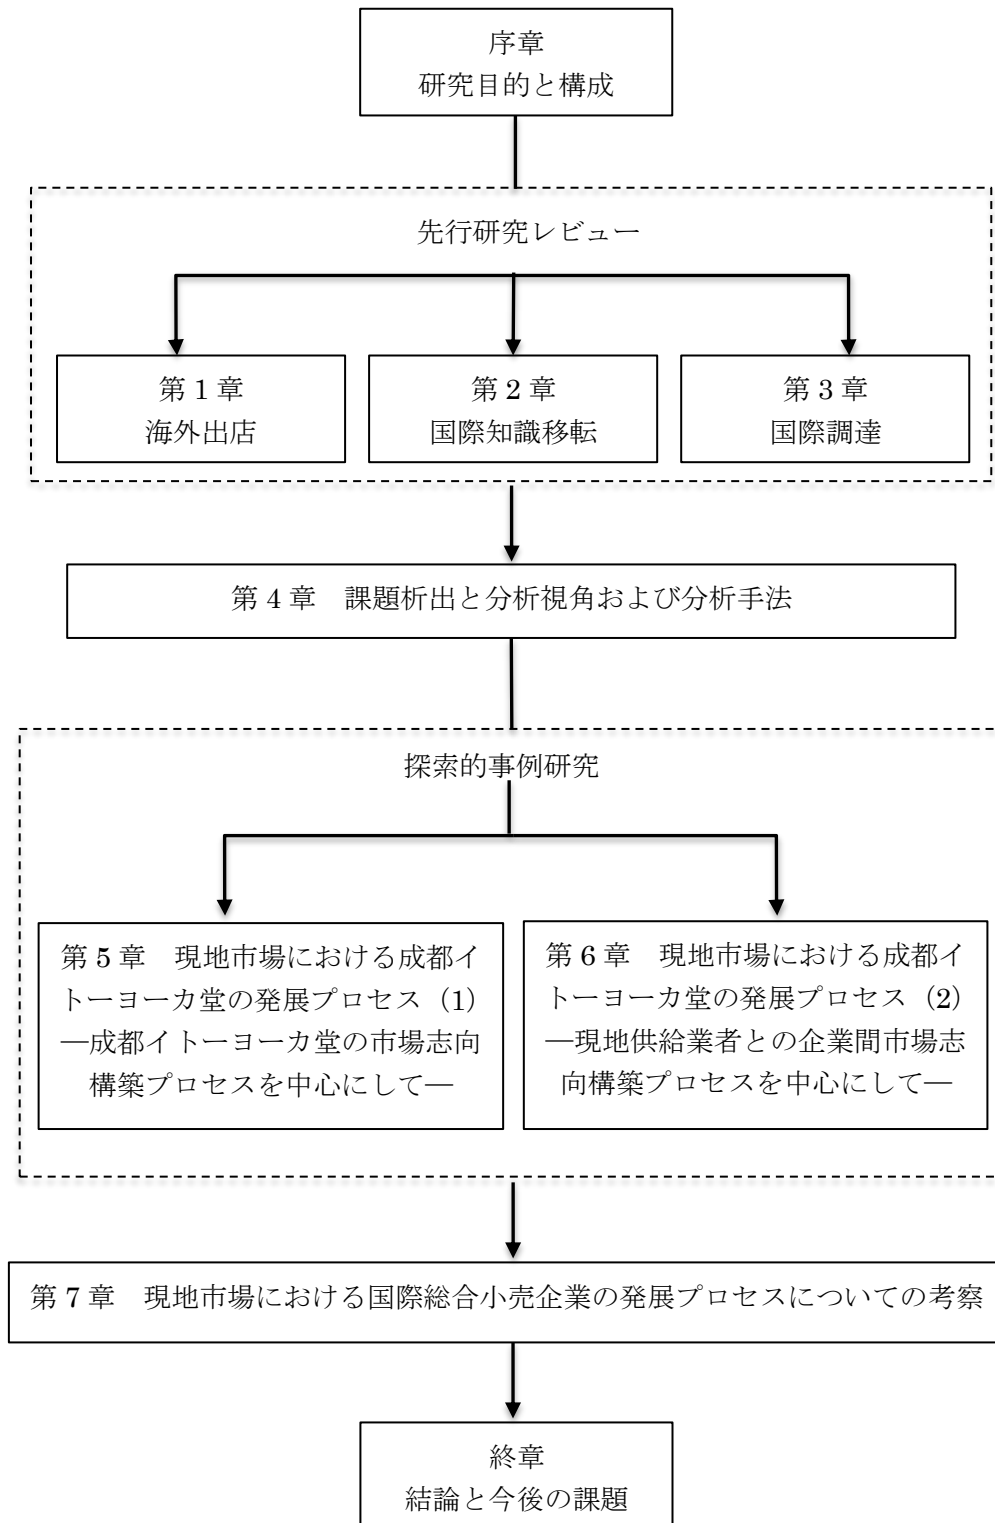 序章
研究目的と構成
先行研究レビュー
第 1 章
海外出店
第 2 章
国際知識移転
第 3 章
国際調達
第 4 章　課題析出と分析視角および分析手法
探索的事例研究
第 5 章　現地市場における成都イ
トーヨーカ堂の発展プロセス（1）
―成都イトーヨーカ堂の市場志向
構築プロセスを中心にして―
第 6 章　現地市場における成都イ
トーヨーカ堂の発展プロセス（2）
―現地供給業者との企業間市場志
向構築プロセスを中心にして―
第 7 章　現地市場における国際総合小売企業の発展プロセスについての考察
終章
結論と今後の課題